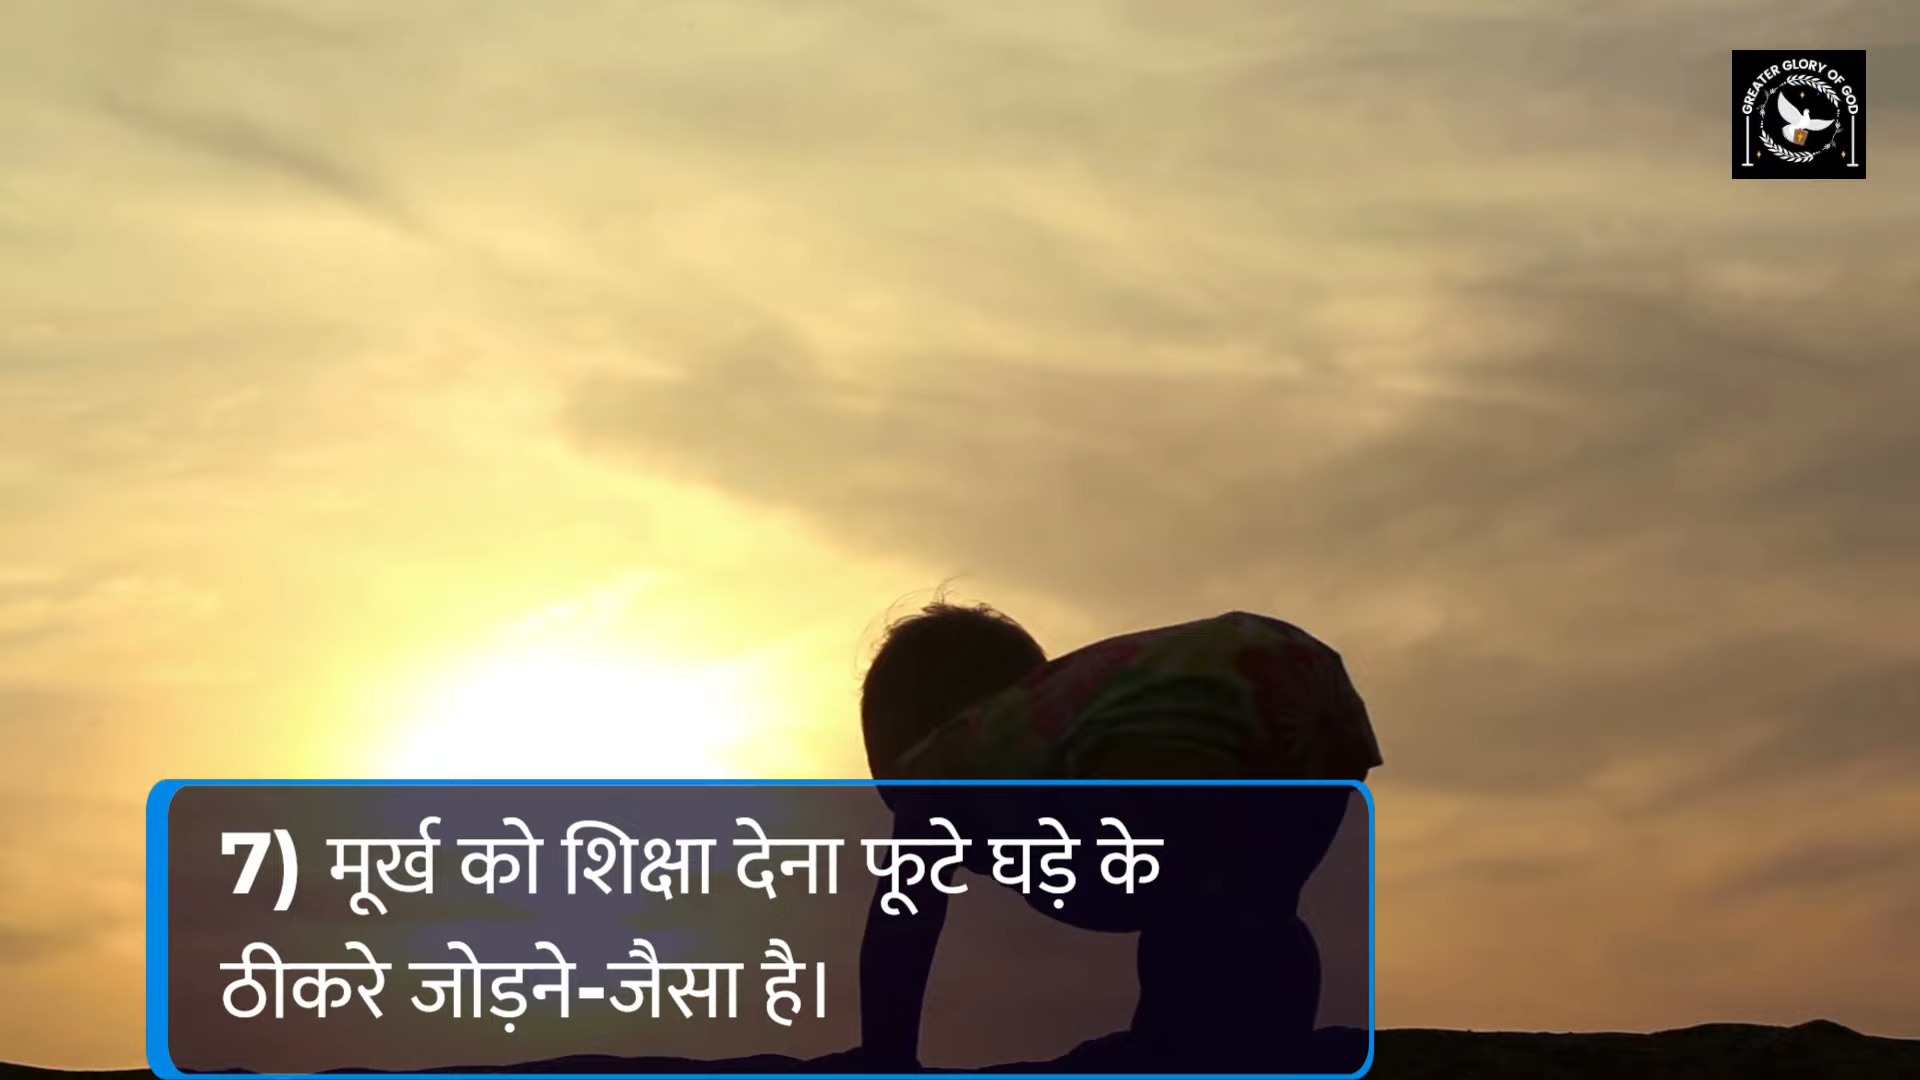 GREATER GLORY OF GOD
7) मूर्ख को शिक्षा देना फूटे घड़े के
ठीकरे जोड़ने-जैसा है।